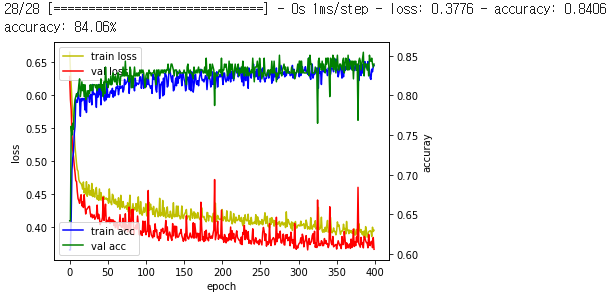 28/28 [==============================] - 0s 1ms/step - loss: 0.3776 - accuracy: 0.8406
accuracy: 84.06%
train loss
val loss
0.65
0.60
0.55
0.50
0.45
0.40
loss
0.85
0.80
0.75
0.70
0.65
0.60
accuray
train acc
val acc
0 50 100 150 200 250 300 350 400
epoch